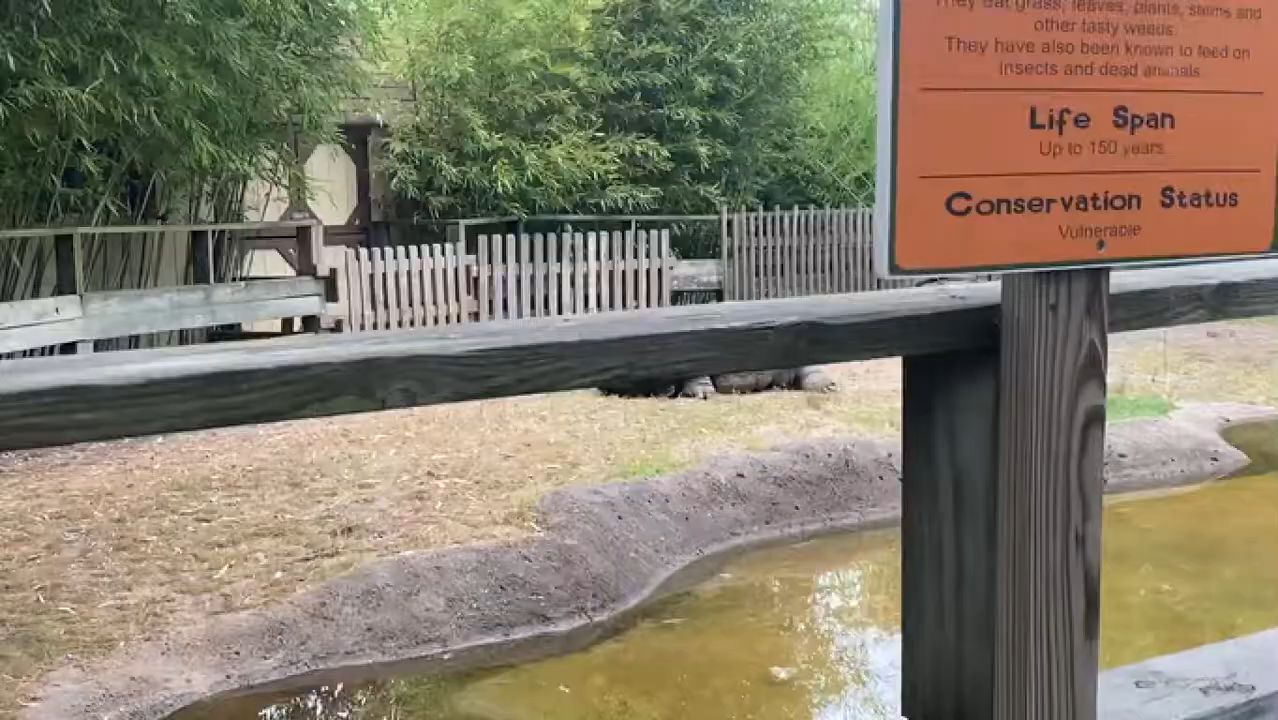 They eat grass, leaves, plants, stems and
other tasty weeds.
They have also been known to feed on
insects and dead animals.
Life Span
Up to 150 years
Conservation Status
Vulnerable